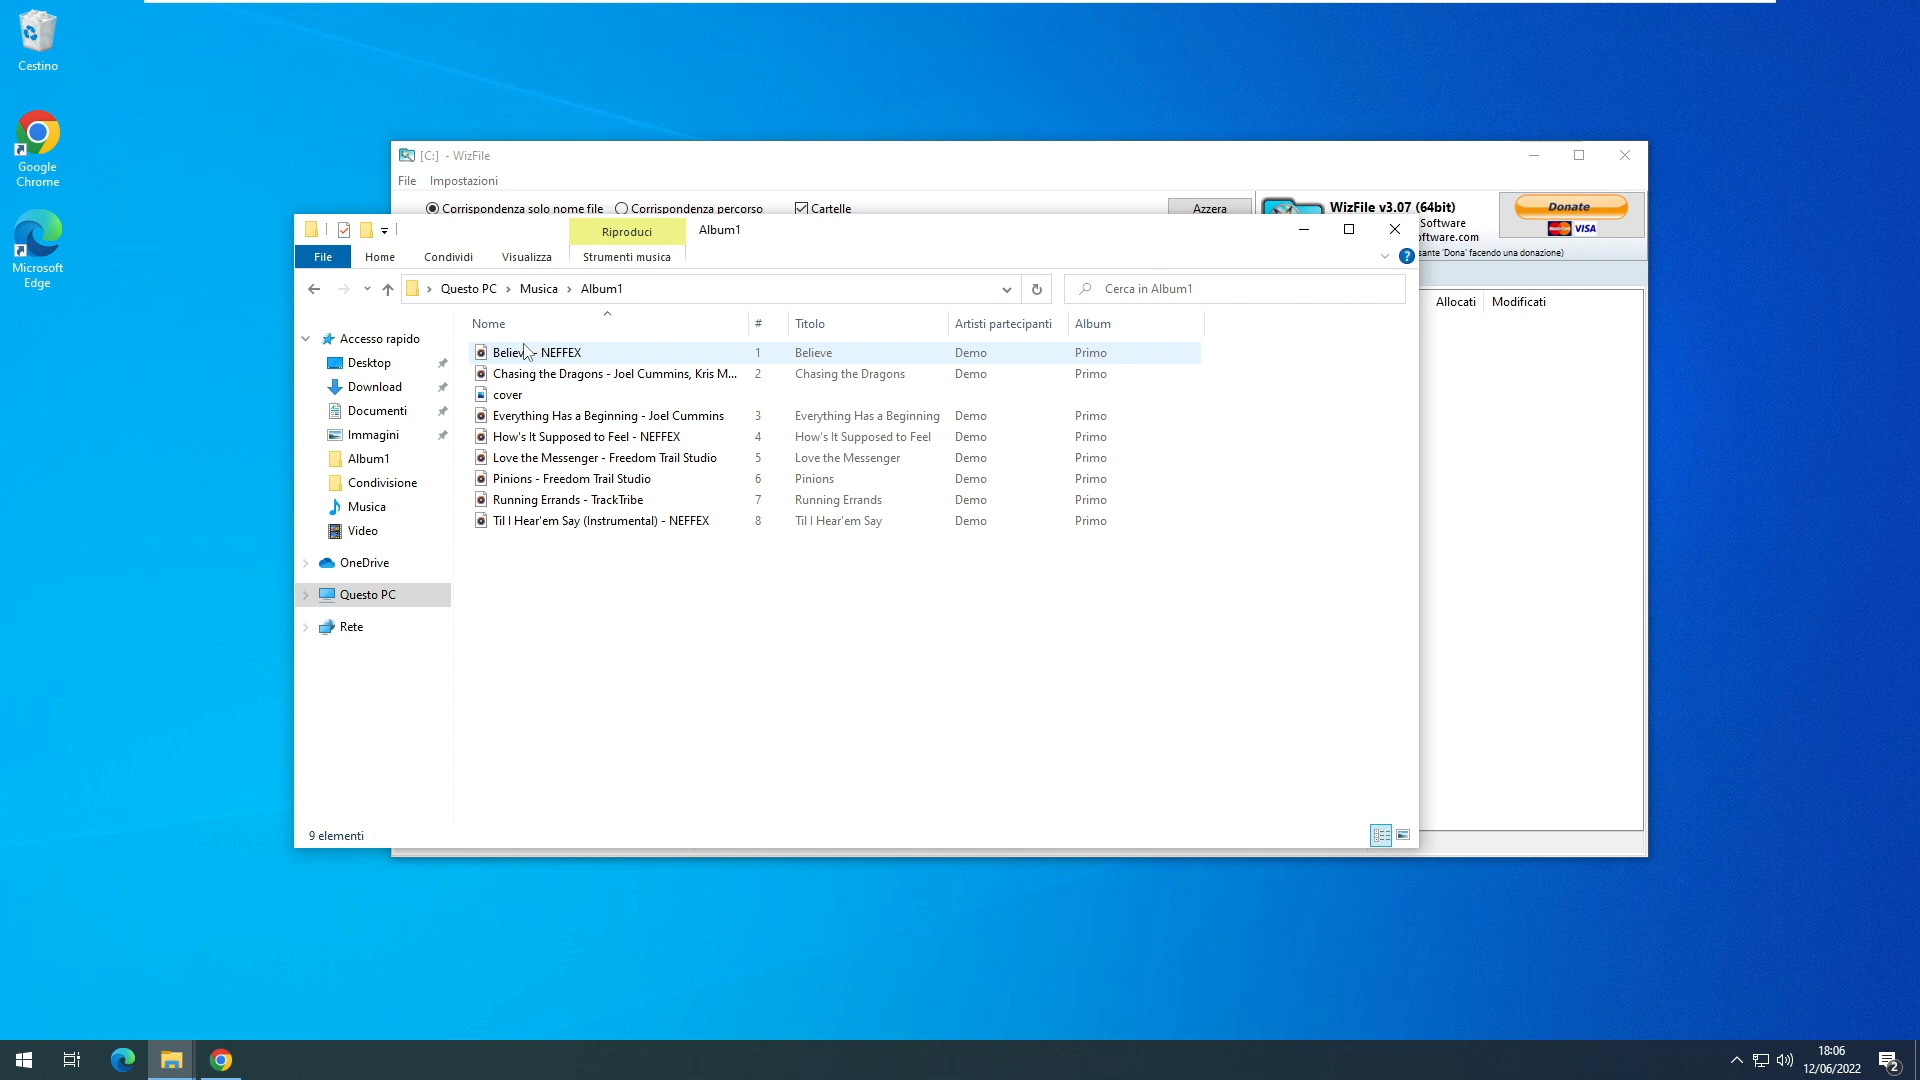 Cestino
Google
Chrome
Microsoft
Edge
[C:] - WizFile
File Impostazioni
Corrispondenza solo nome file Corrispondenza percorso Cartelle Azzera
WizFile v3.07 (64bit)
Software
oftware.com
sante 'Dona' facendo una donazione)
Donate
VISA
Allocati Modificati
Riproduci Album1
File Home Condividi Visualizza Strumenti musica
Questo PC Musica Album1
Cerca in Album1
Nome # Titolo Artisti partecipanti Album
Believe - NEFFEX 1 Believe Demo Primo
Chasing the Dragons - Joel Cummins, Kris M... 2 Chasing the Dragons Demo Primo
cover
Everything Has a Beginning - Joel Cummins 3 Everything Has a Beginning Demo Primo
How's It Supposed to Feel - NEFFEX 4 How's It Supposed to Feel Demo Primo
Love the Messenger - Freedom Trail Studio 5 Love the Messenger Demo Primo
Pinions - Freedom Trail Studio 6 Pinions Demo Primo
Running Errands - TrackTribe 7 Running Errands Demo Primo
Til I Hear'em Say (Instrumental) - NEFFEX 8 Til I Hear'em Say Demo Primo
Accesso rapido
Desktop
Download
Documenti
Immagini
Album1
Condivisione
Musica
Video
OneDrive
Questo PC
Rete
9 elementi
18:06
12/06/2022
2